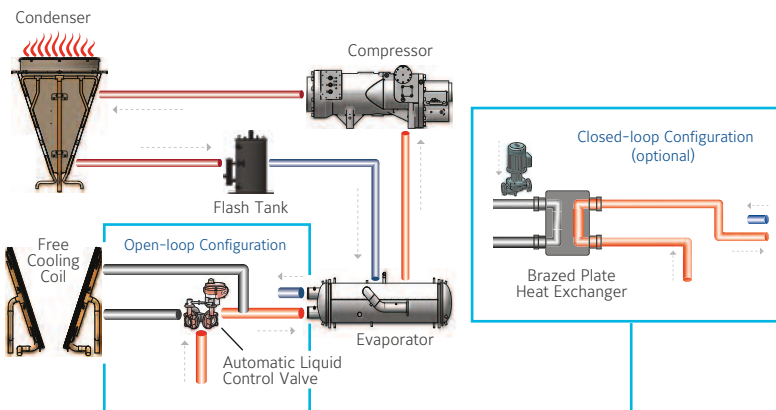 Condenser
Compressor
Closed-loop Configuration
(optional)
Flash Tank
Free
Cooling
Coil
Open-loop Configuration
Brazed Plate
Heat Exchanger
Evaporator
Automatic Liquid
Control Valve